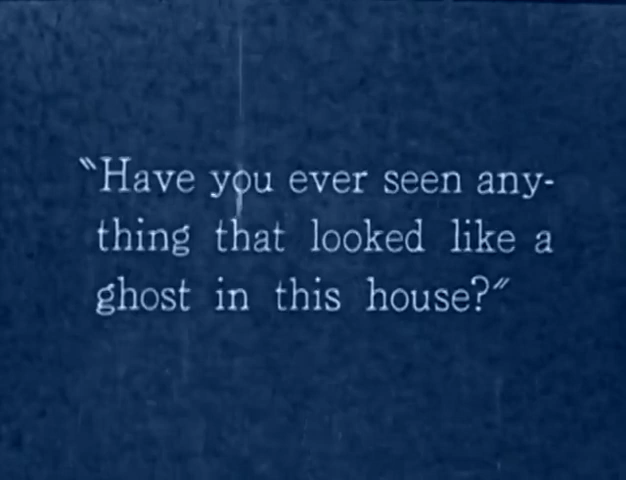 "Have you ever seen any-
thing that looked like a
ghost in this house?"